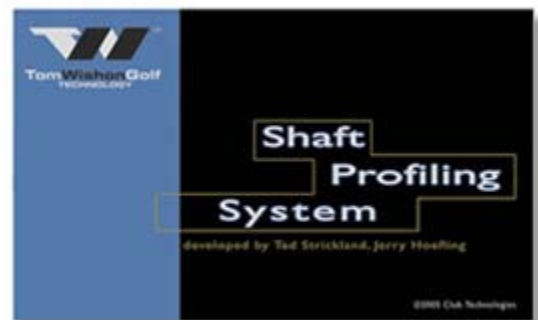 TomWishonGolf
TECHNOLOGY
Shaft
Profiling
System
developed by Ted Strickland, Jerry Hoefling
©2005 Club Technologies